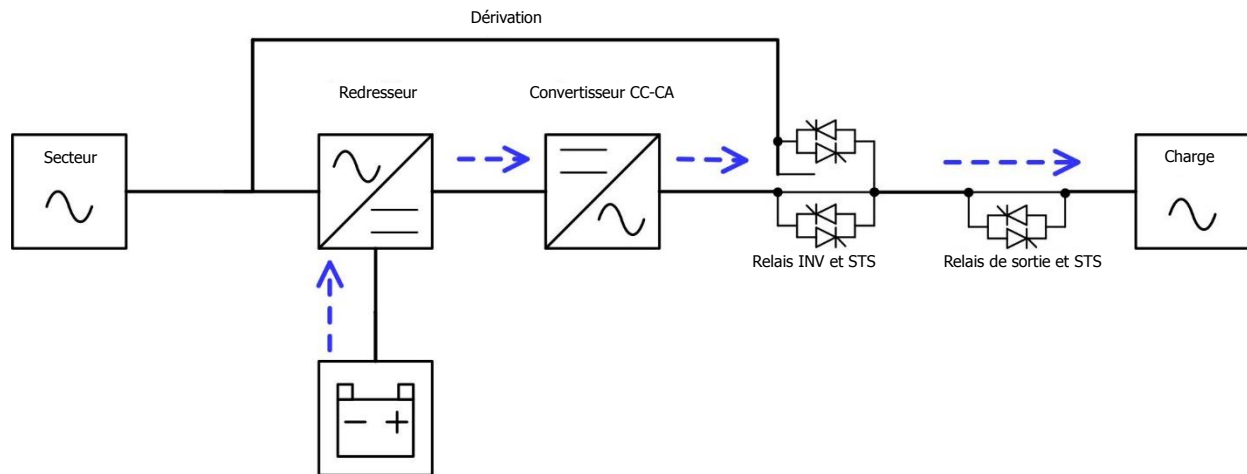 Dérivation
Redresseur
Convertisseur CC-CA
Secteur
Charge
Relais INV et STS
Relais de sortie et STS